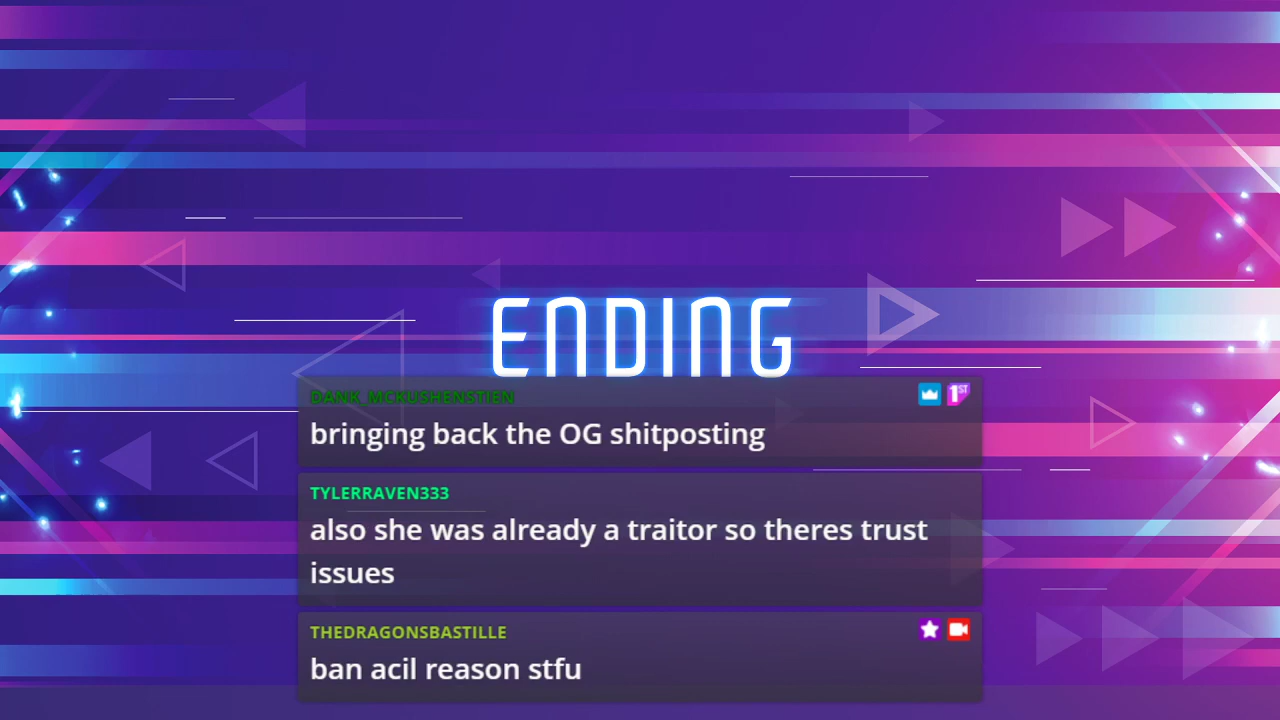 ENDING
DANK_MCKUSHENSTIEN
1ST
bringing back the OG shitposting
TYLERRAVEN333
also she was already a traitor so theres trust
issues
THEDRAGONSBASTILLE
ban acil reason stfu